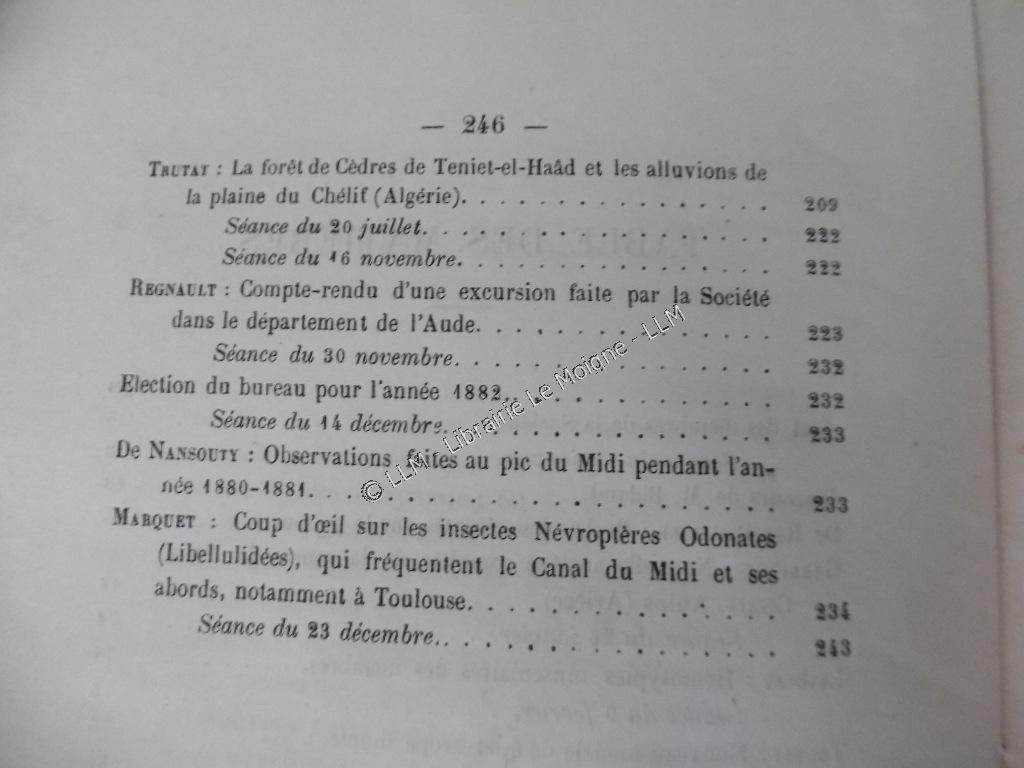 — 246 —
TRUTAT : La forêt de Cèdres de Teniet-el-Haâd et les alluvions de
la plaine du Chélif (Algérie). . . . . . . . . . . . . . . . 209
Séance du 20 juillet. . . . . . . . . . . . . . . . . 222
Séance du 16 novembre. . . . . . . . . . . . . . . . 222
REGNAULT : Compte-rendu d'une excursion faite par la Société
dans le département de l'Aude. . . . . . . . . . . . . . . 223
Séance du 30 novembre. . . . . . . . . . . . . . . . 232
Election du bureau pour l'année 1882. . . . . . . . . . . . . . 232
Séance du 14 décembre. . . . . . . . . . . . . . . . 233
De NANSOUTY : Observations faites au pic du Midi pendant l'an-
née 1880-1881. . . . . . . . . . . . . . . . . . . . 233
MARQUET : Coup d'œil sur les insectes Névroptères Odonates
(Libellulidées), qui fréquentent le Canal du Midi et ses
abords, notamment à Toulouse. . . . . . . . . . . . . . . 234
Séance du 23 décembre. . . . . . . . . . . . . . . . 243
© LLM - Librairie Le Moigne - LLM